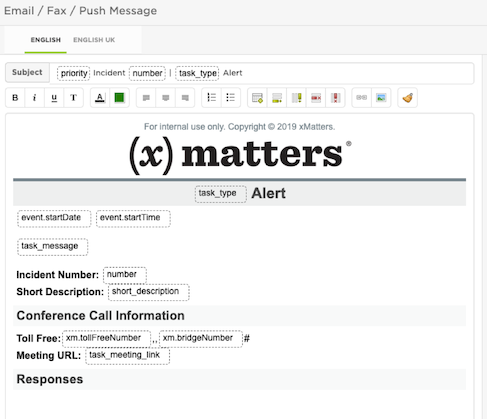 Email / Fax / Push Message
ENGLISH ENGLISH UK
Subject priority Incident number | task_type Alert
B i u T A
For internal use only. Copyright © 2019 xMatters.
(x) matters®
task_type Alert
event.startDate event.startTime
task_message
Incident Number: number
Short Description: short_description
Conference Call Information
Toll Free: xm.tollFreeNumber ,, xm.bridgeNumber #
Meeting URL: task_meeting_link
Responses